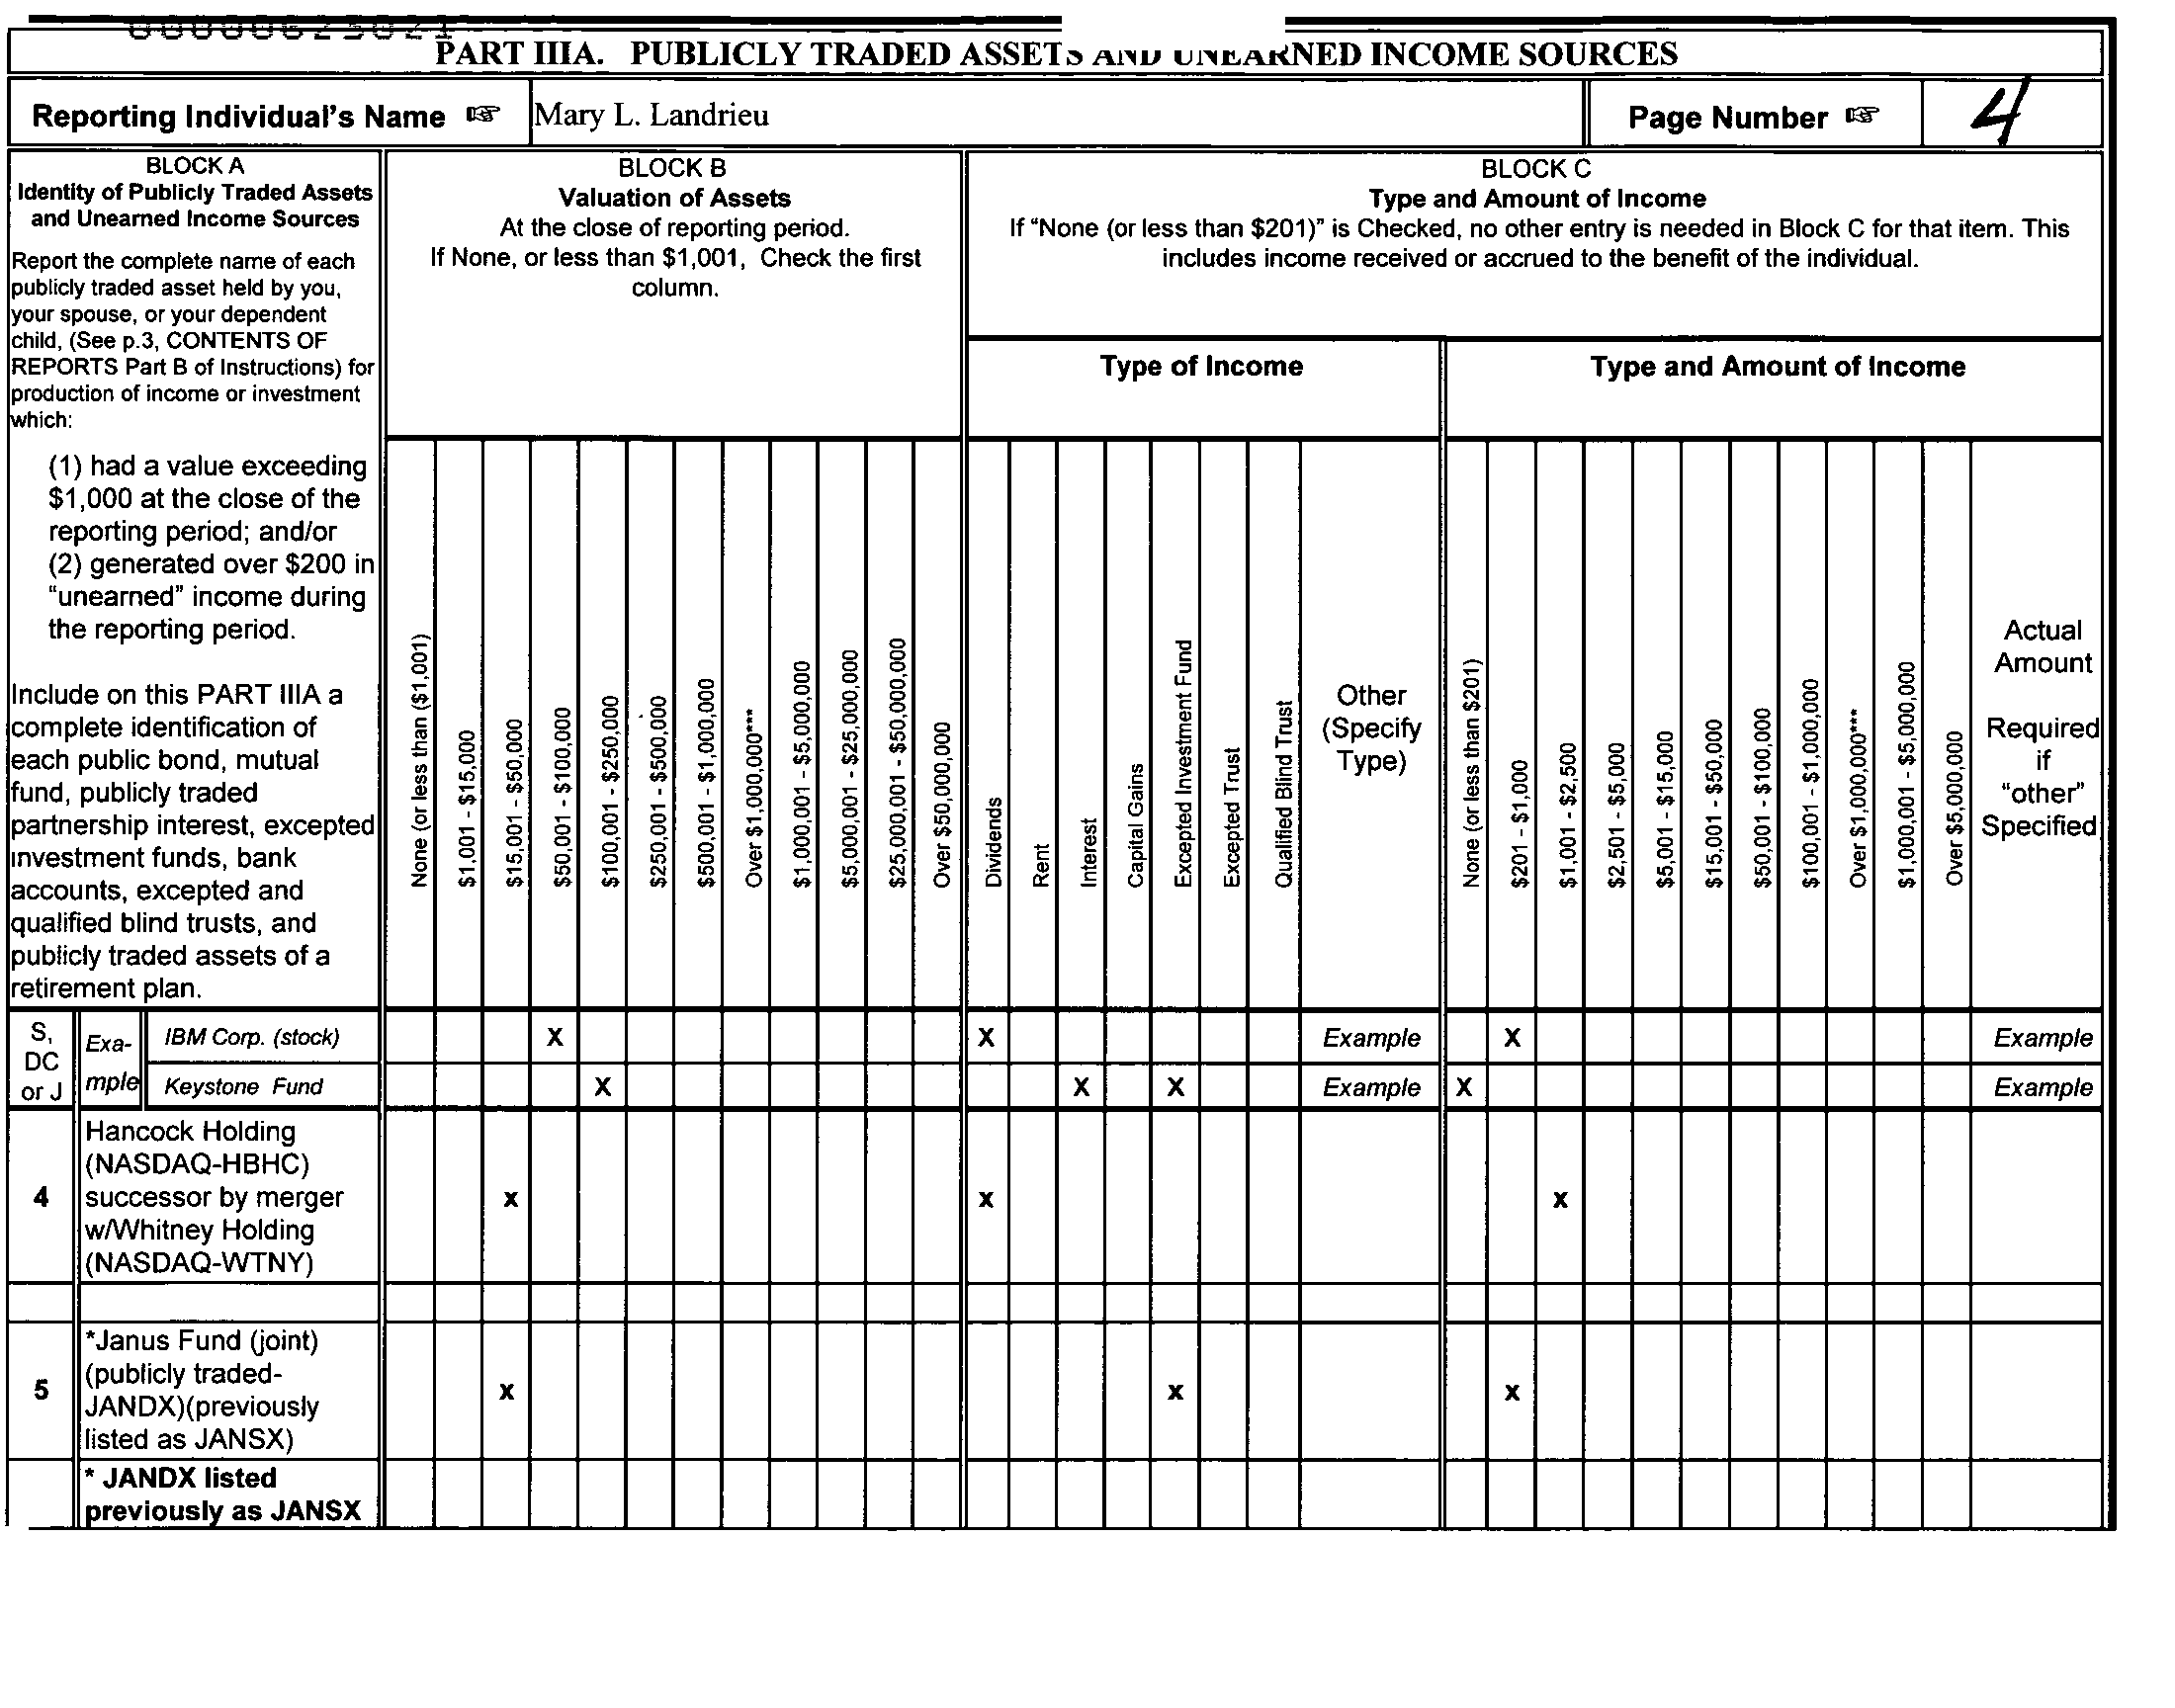 PART IIIA. PUBLICLY TRADED ASSETS AND UNEARNED INCOME SOURCES
Reporting Individual's Name ☞ Mary L. Landrieu Page Number ☞ 4
BLOCK A
Identity of Publicly Traded Assets
and Unearned Income Sources
Report the complete name of each
publicly traded asset held by you,
your spouse, or your dependent
child, (See p.3, CONTENTS OF
REPORTS Part B of Instructions) for
production of income or investment
which:
(1) had a value exceeding
$1,000 at the close of the
reporting period; and/or
(2) generated over $200 in
"unearned" income during
the reporting period.
Include on this PART IIIA a
complete identification of
each public bond, mutual
fund, publicly traded
partnership interest, excepted
investment funds, bank
accounts, excepted and
qualified blind trusts, and
publicly traded assets of a
retirement plan.
BLOCK B
Valuation of Assets
At the close of reporting period.
If None, or less than $1,001, Check the first
column.
None (or less than ($1,001)
$1,001 - $15,000
$15,001 - $50,000
$50,001 - $100,000
$100,001 - $250,000
$250,001 - $500,000
$500,001 - $1,000,000
Over $1,000,000***
$1,000,001 - $5,000,000
$5,000,001 - $25,000,000
$25,000,001 - $50,000,000
Over $50,000,000
BLOCK C
Type and Amount of Income
If "None (or less than $201)" is Checked, no other entry is needed in Block C for that item. This
includes income received or accrued to the benefit of the individual.
Type of Income
Dividends
Rent
Interest
Capital Gains
Excepted Investment Fund
Excepted Trust
Qualified Blind Trust
Other
(Specify
Type)
Type and Amount of Income
None (or less than $201)
$201 - $1,000
$1,001 - $2,500
$2,501 - $5,000
$5,001 - $15,000
$15,001 - $50,000
$50,001 - $100,000
$100,001 - $1,000,000
Over $1,000,000***
$1,000,001 - $5,000,000
Over $5,000,000
Actual
Amount
Required
if
"other"
Specified
S,
DC
or J
Exa-
mple
IBM Corp. (stock) X X Example X Example
Keystone Fund X X X Example X Example
Hancock Holding
(NASDAQ-HBHC)
4 successor by merger x x x
w/Whitney Holding
(NASDAQ-WTNY)
*Janus Fund (joint)
(publicly traded-
5 JANDX)(previously x x x
listed as JANSX)
* JANDX listed
previously as JANSX